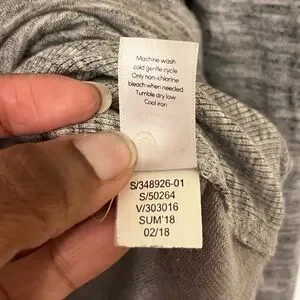 Machine wash
cold gentle cycle
Only non-chlorine
bleach when needed
Tumble dry low
Cool iron
S/348926-01
S/50264
V/303016
SUM'18
02/18